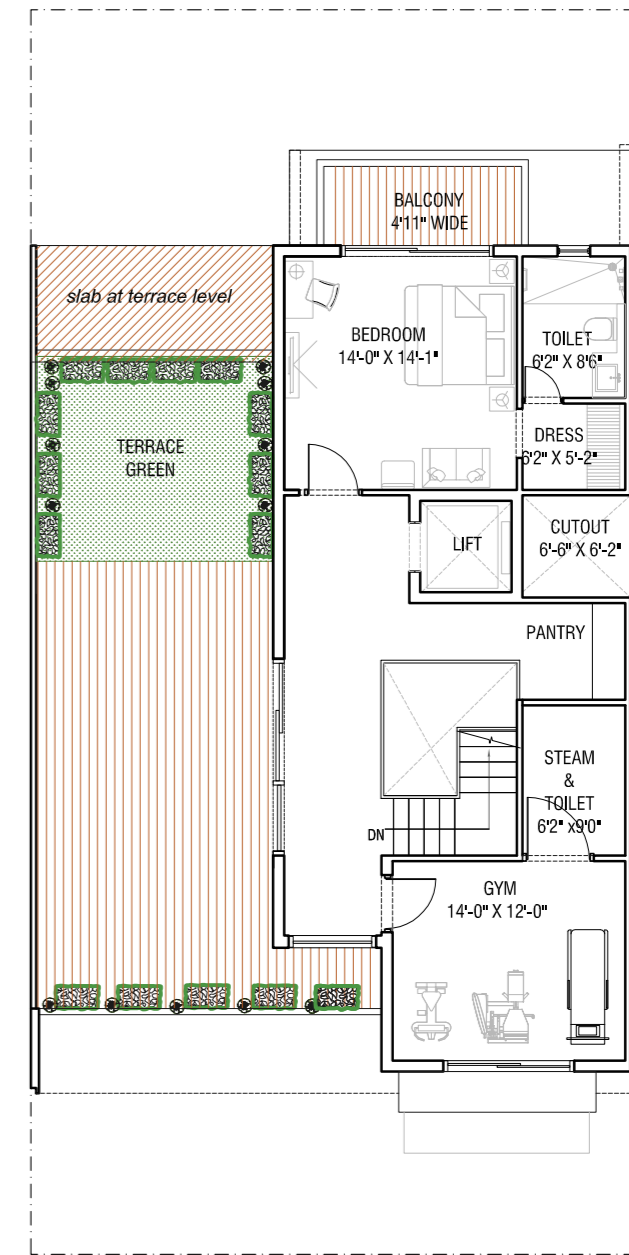 BALCONY
4'11" WIDE
slab at terrace level
BEDROOM
14'-0" X 14'-1"
TOILET
6'2" X 8'6"
TERRACE
GREEN
DRESS
6'2" X 5'-2"
LIFT
CUTOUT
6'-6" X 6'-2"
PANTRY
STEAM
&
TOILET
6'2" x9'0"
DN
GYM
14'-0" X 12'-0"